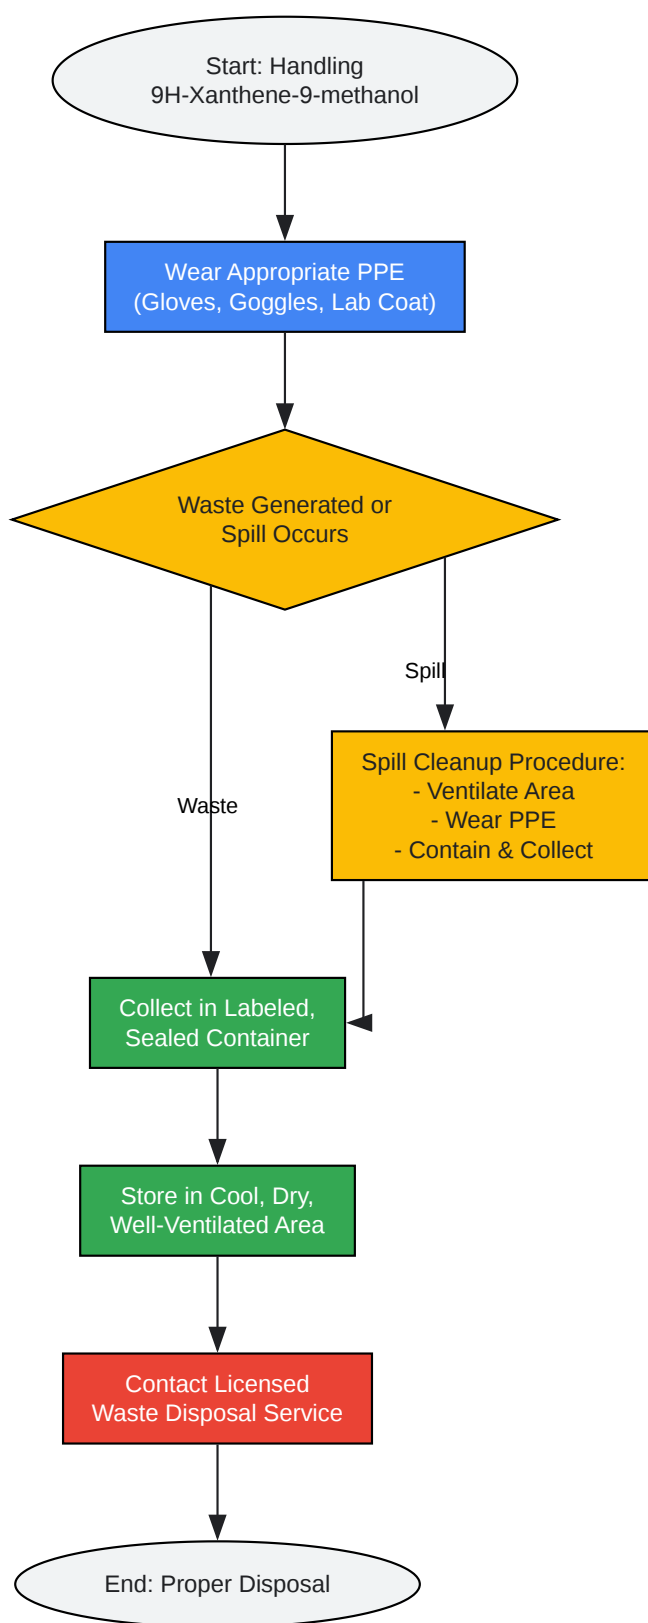 Start: Handling
9H-Xanthene-9-methanol
Wear Appropriate PPE
(Gloves, Goggles, Lab Coat)
Waste Generated or
Spill Occurs
Spill
Spill Cleanup Procedure:
- Ventilate Area
- Wear PPE
- Contain & Collect
Waste
Collect in Labeled,
Sealed Container
Store in Cool, Dry,
Well-Ventilated Area
Contact Licensed
Waste Disposal Service
End: Proper Disposal